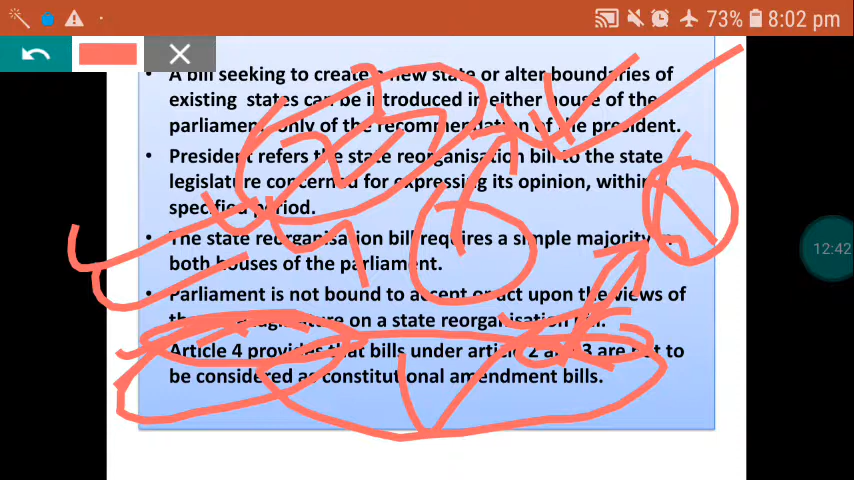 73% 8:02 pm
• A bill seeking to create a new state or alter boundaries of
existing states can be introduced in either house of the
parliament only of the recommendation of the president.
• President refers the state reorganisation bill to the state
legislature concerned for expressing its opinion, within
specified period.
• The state reorganisation bill requires a simple majority in
both houses of the parliament.
• Parliament is not bound to accept or act upon the views of
the legislature on a state reorganisation bill.
Article 4 provides that bills under article 2 and 3 are not to
be considered as constitutional amendment bills.
12:42